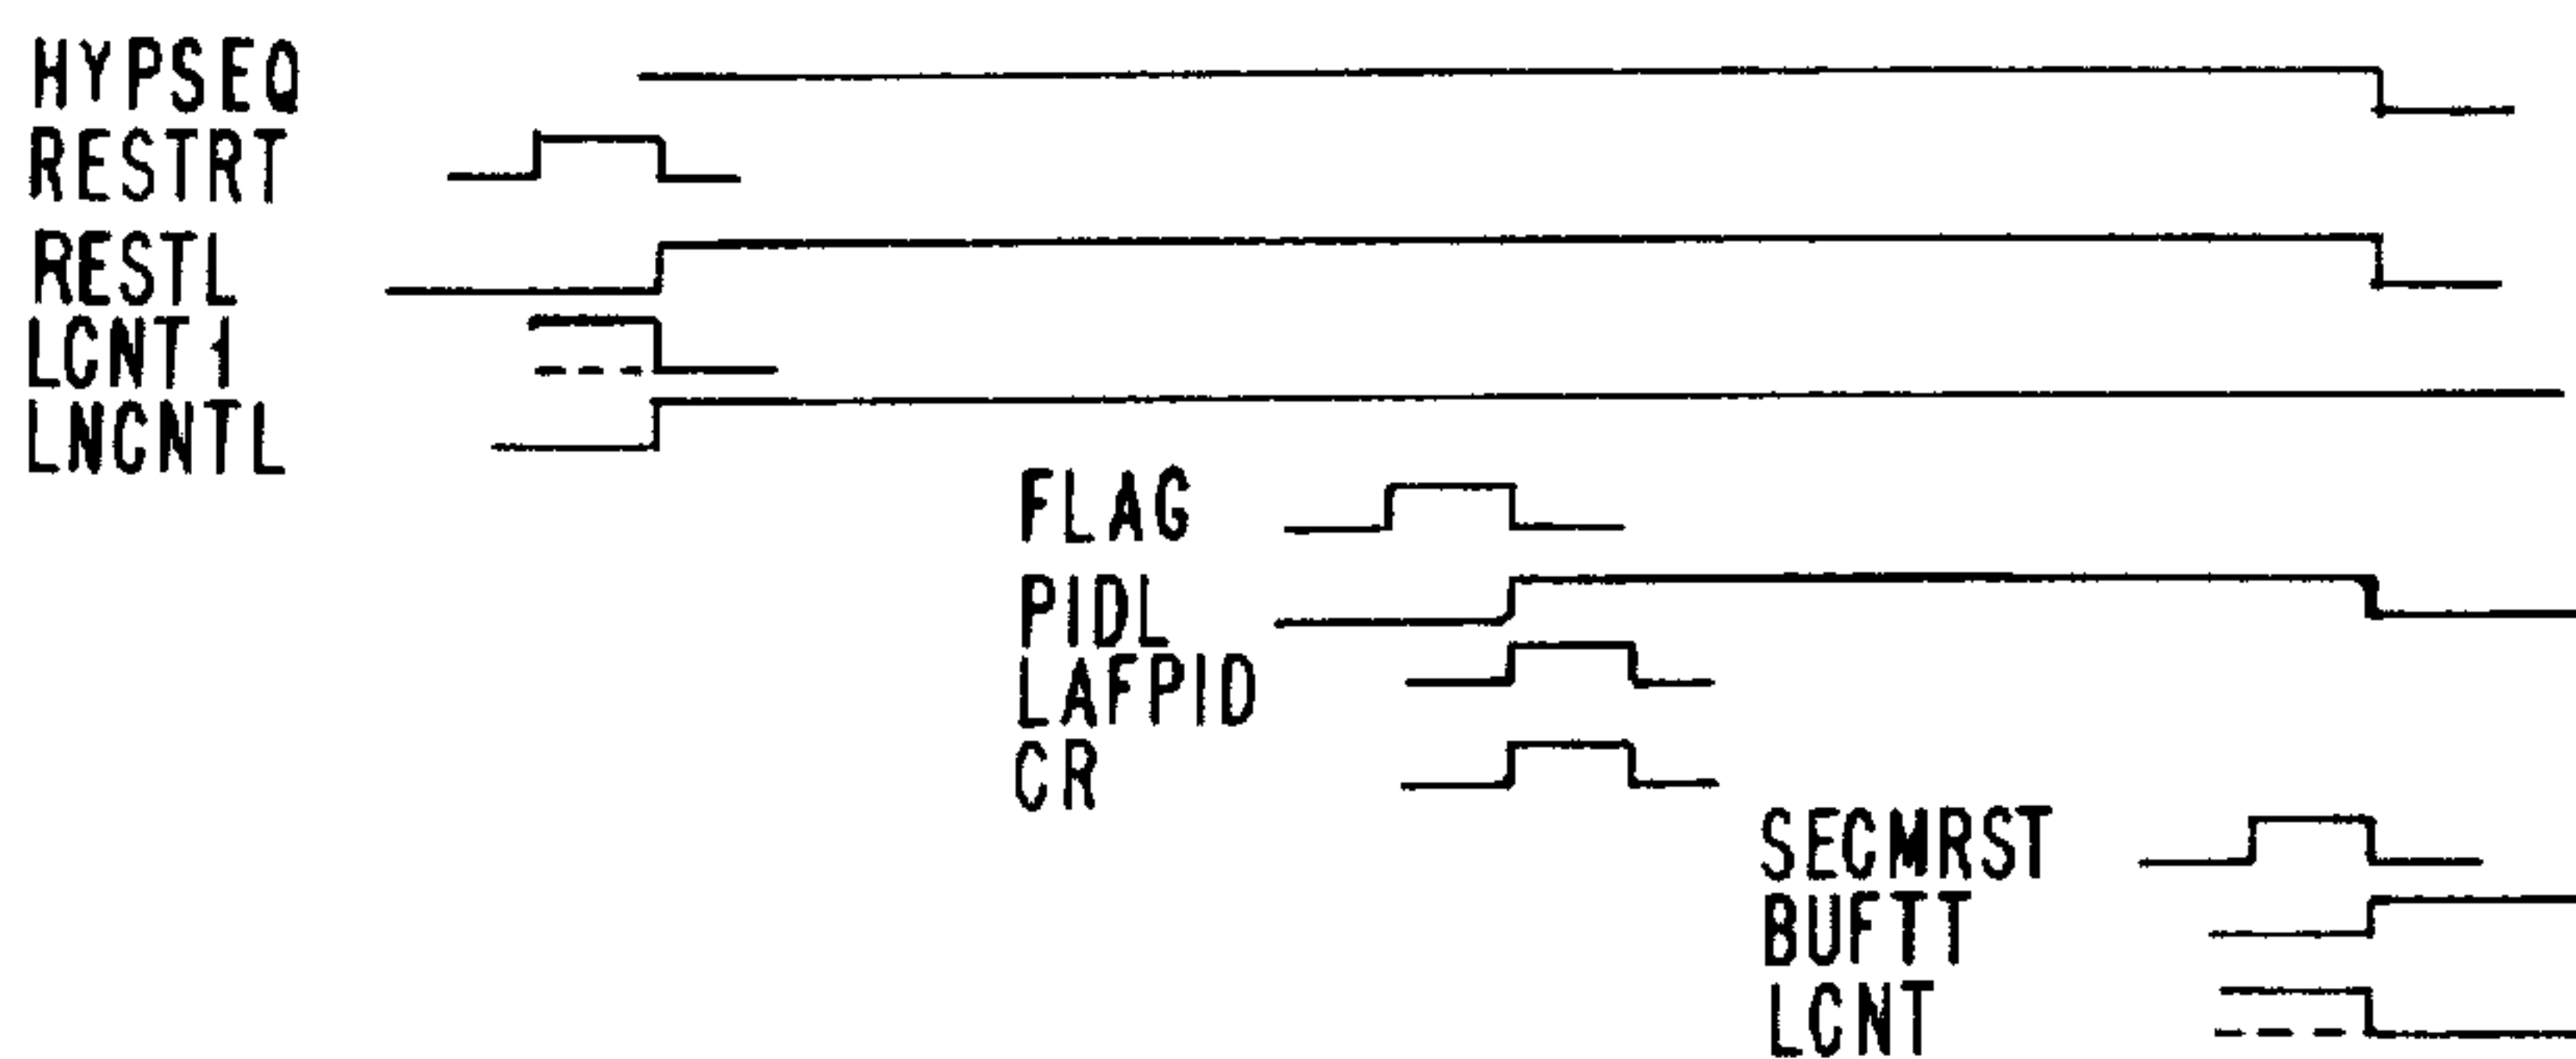 HYPSEQ
RESTRT
RESTL
LCNT1
LNCNTL
FLAG
PIDL
LAFPID
CR
SECMRST
BUFTT
LCNT